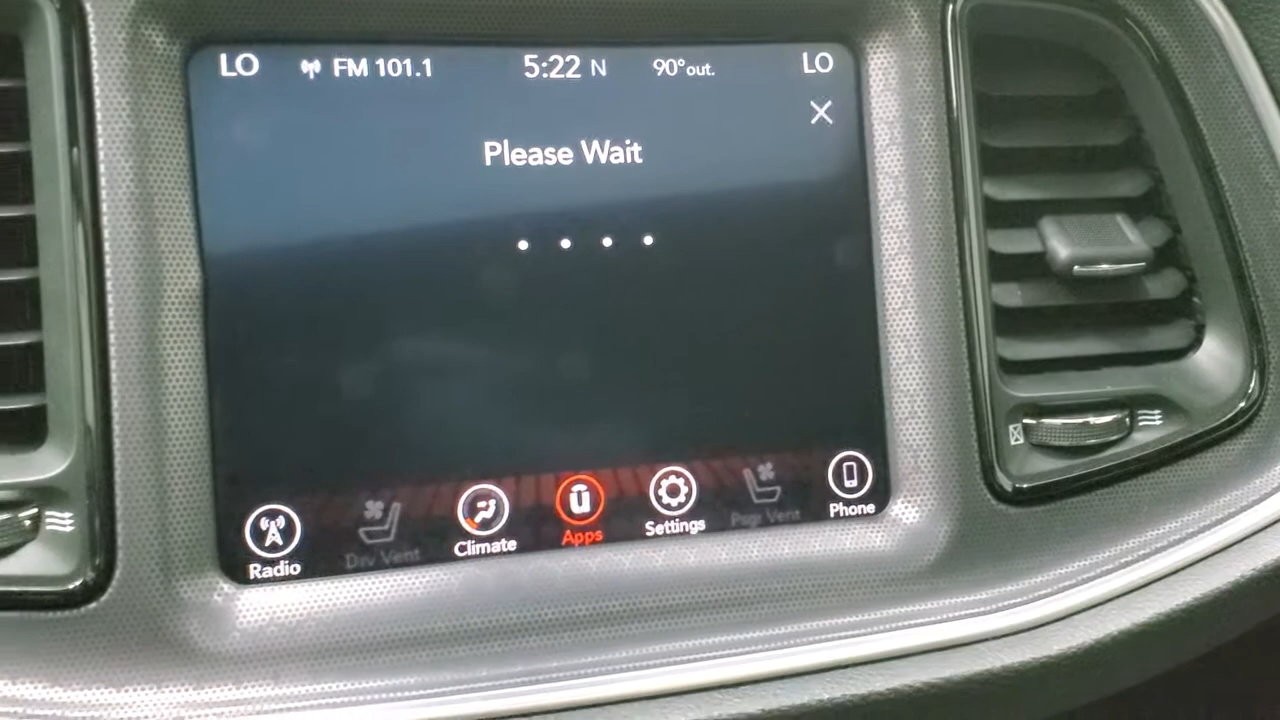 LO FM 101.1 5:22 N 90°out. LO
Please Wait
Radio Drv Vent Climate Apps Settings Psgr Vent Phone